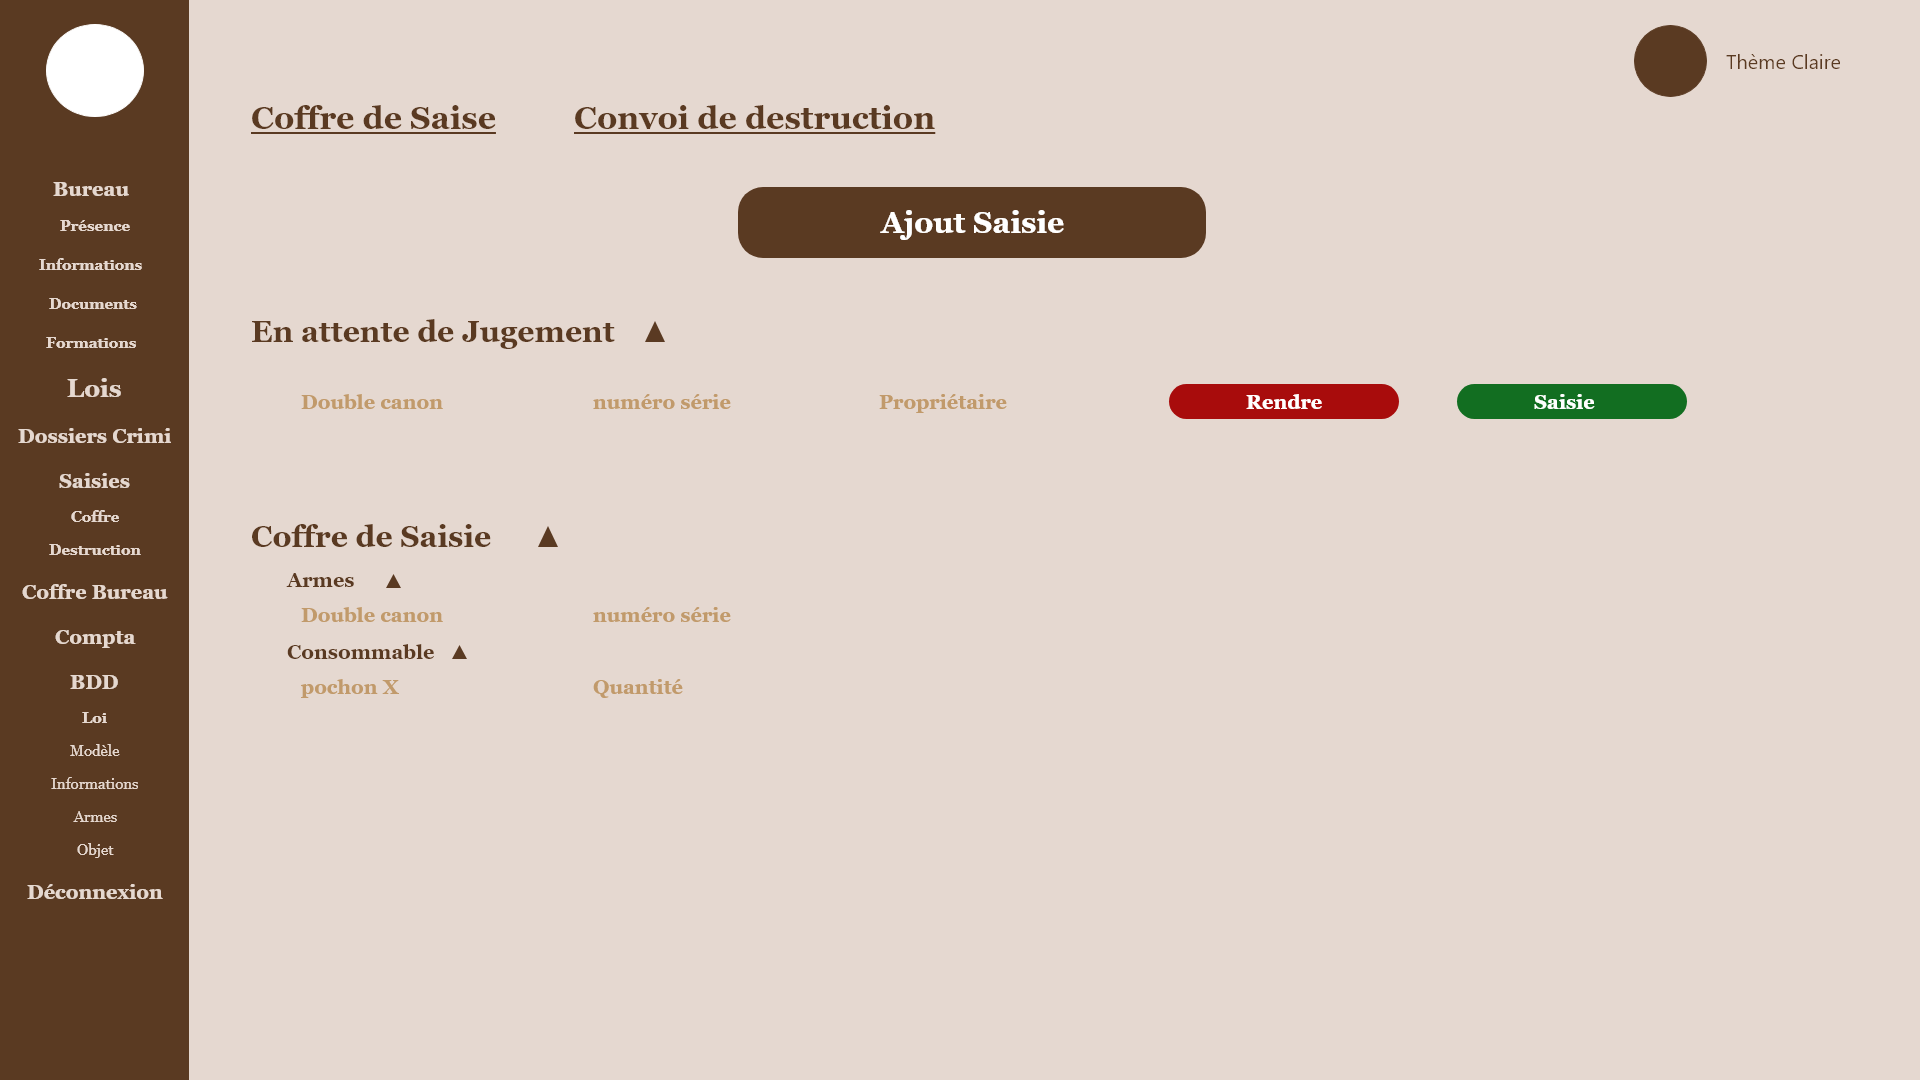 Bureau
Présence
Informations
Documents
Formations
Lois
Dossiers Crimi
Saisies
Coffre
Destruction
Coffre Bureau
Compta
BDD
Loi
Modèle
Informations
Armes
Objet
Déconnexion
Thème Claire
Coffre de Saise Convoi de destruction
Ajout Saisie
En attente de Jugement ▲
Double canon numéro série Propriétaire Rendre Saisie
Coffre de Saisie ▲
Armes ▲
Double canon numéro série
Consommable ▲
pochon X Quantité